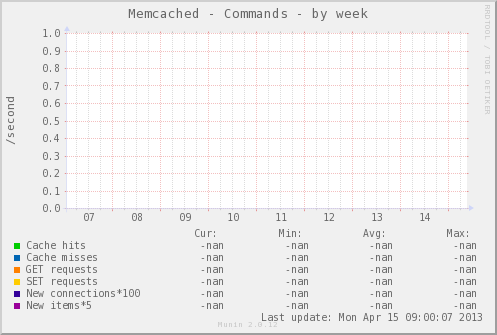 Memcached - Commands - by week
RRDTOOL / TOBI OETIKER
/second
1.0
0.9
0.8
0.7
0.6
0.5
0.4
0.3
0.2
0.1
0.0
07 08 09 10 11 12 13 14
Cur: Min: Avg: Max:
Cache hits -nan -nan -nan -nan
Cache misses -nan -nan -nan -nan
GET requests -nan -nan -nan -nan
SET requests -nan -nan -nan -nan
New connections*100 -nan -nan -nan -nan
New items*5 -nan -nan -nan -nan
Last update: Mon Apr 15 09:00:07 2013
Munin 2.0.12